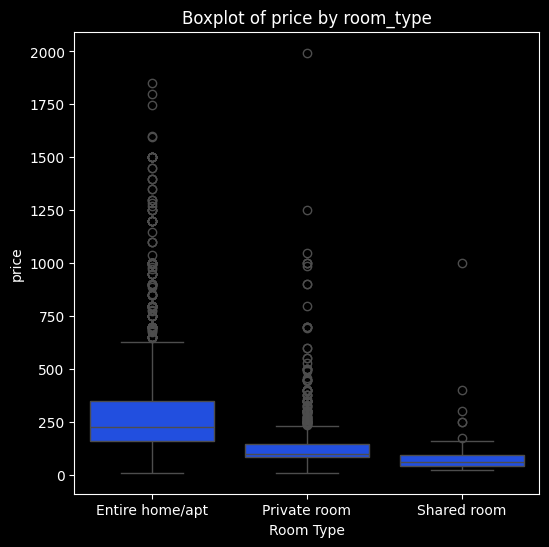 Boxplot of price by room_type
2000
1750
1500
1250
1000
750
500
250
0
price
Entire home/apt
Private room
Shared room
Room Type